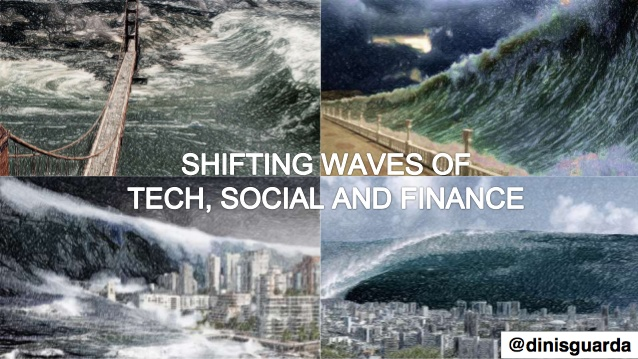 SHIFTING WAVES OF
TECH, SOCIAL AND FINANCE
@dinisguarda